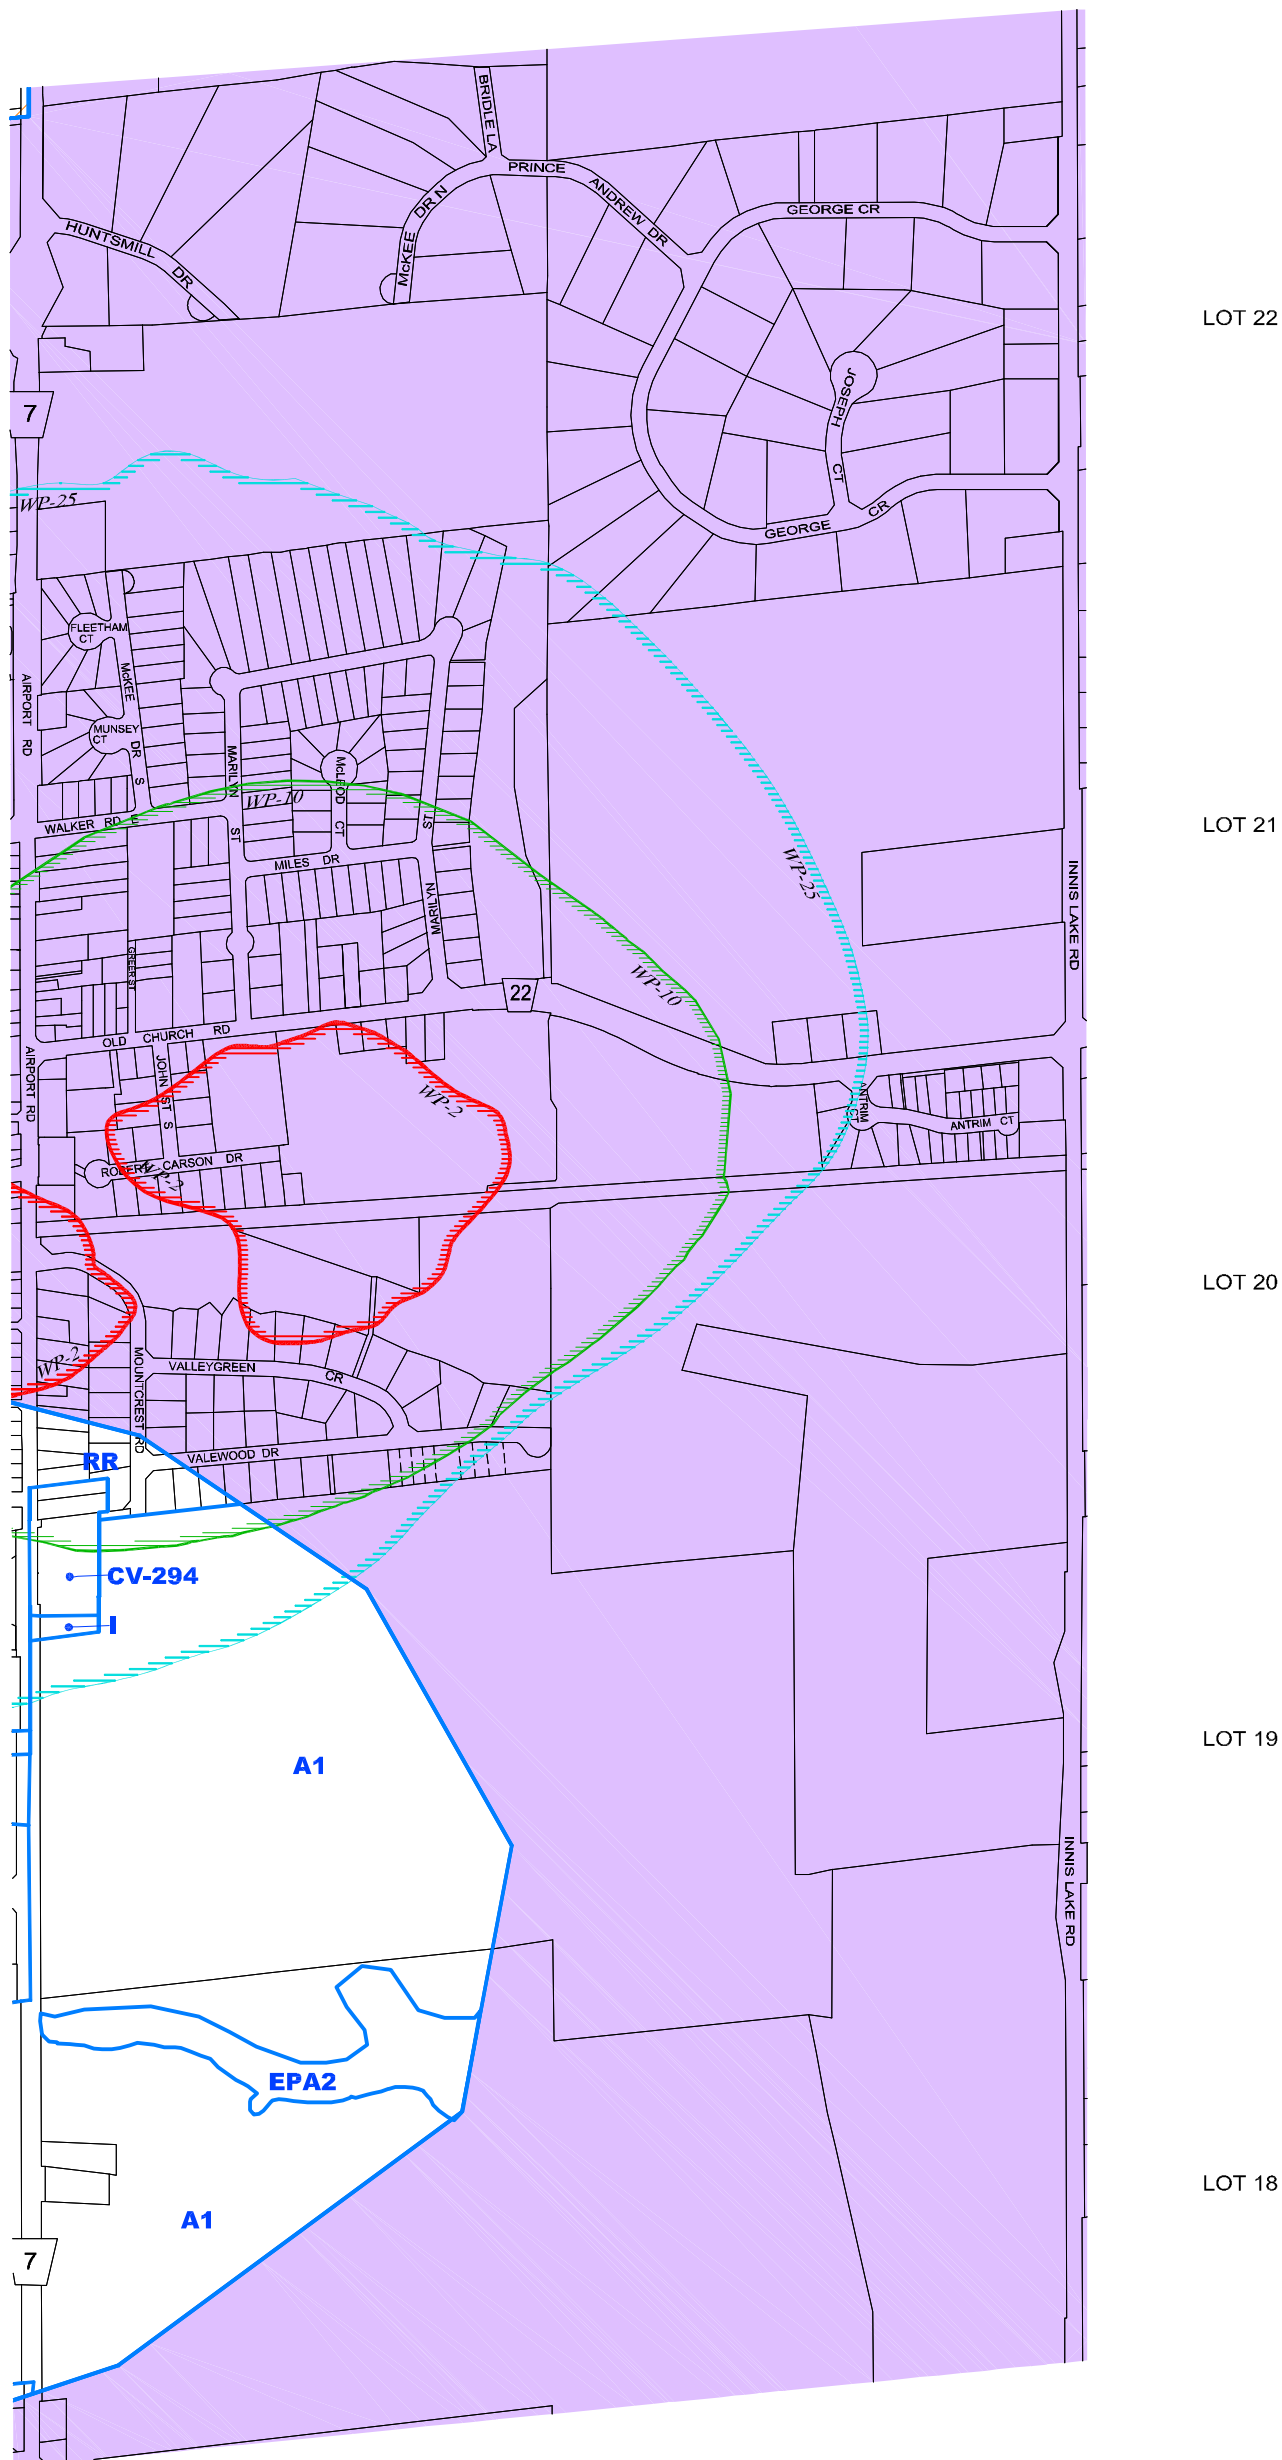 BRIDLE LA
PRINCE
ANDREW DR
McKEE DR N
GEORGE CR
HUNTSMILL
DR
LOT 22
JOSEPH
CT
7
WP-25
GEORGE
CR
FLEETHAM
CT
McKEE
DR
S
AIRPORT RD
MUNSEY
CT
MARILYN
ST
McLEOD CT
WP-10
WALKER RD E
LOT 21
ST
MILES DR
WP-25
INNIS LAKE RD
MARILYN
GREER ST
WP-10
22
OLD CHURCH RD
AIRPORT RD
JOHN ST S
WP-2
ANTRIM
CT
ANTRIM CT
ROBERT CARSON DR
WP-2
LOT 20
MOUNTCREST RD
WP-2
VALLEYGREEN
CR
VALEWOOD DR
RR
CV-294
I
LOT 19
A1
INNIS LAKE RD
EPA2
LOT 18
A1
7